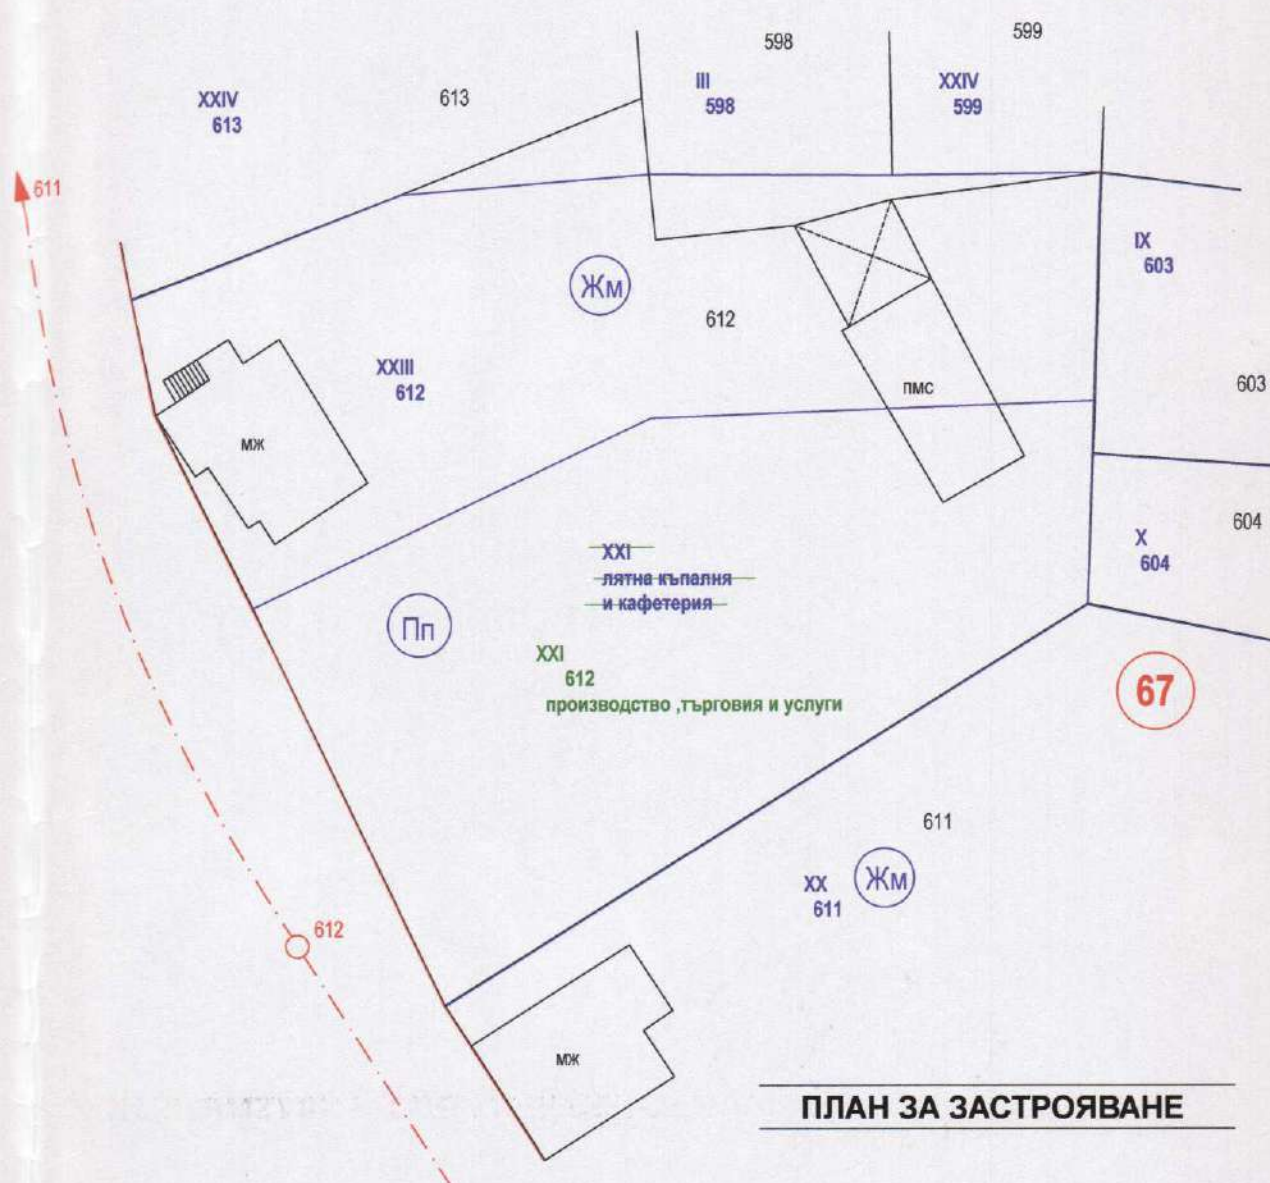 599
598
III
598
XXIV
599
XXIV
613
613
611
IX
603
Жм
612
XXIII
612
603
ПМС
МЖ
604
X
604
XXI
лятна къпалня
и кафетерия
Пп
XXI
612
производство ,търговия и услуги
67
611
XX
611
Жм
612
МЖ
ПЛАН ЗА ЗАСТРОЯВАНЕ